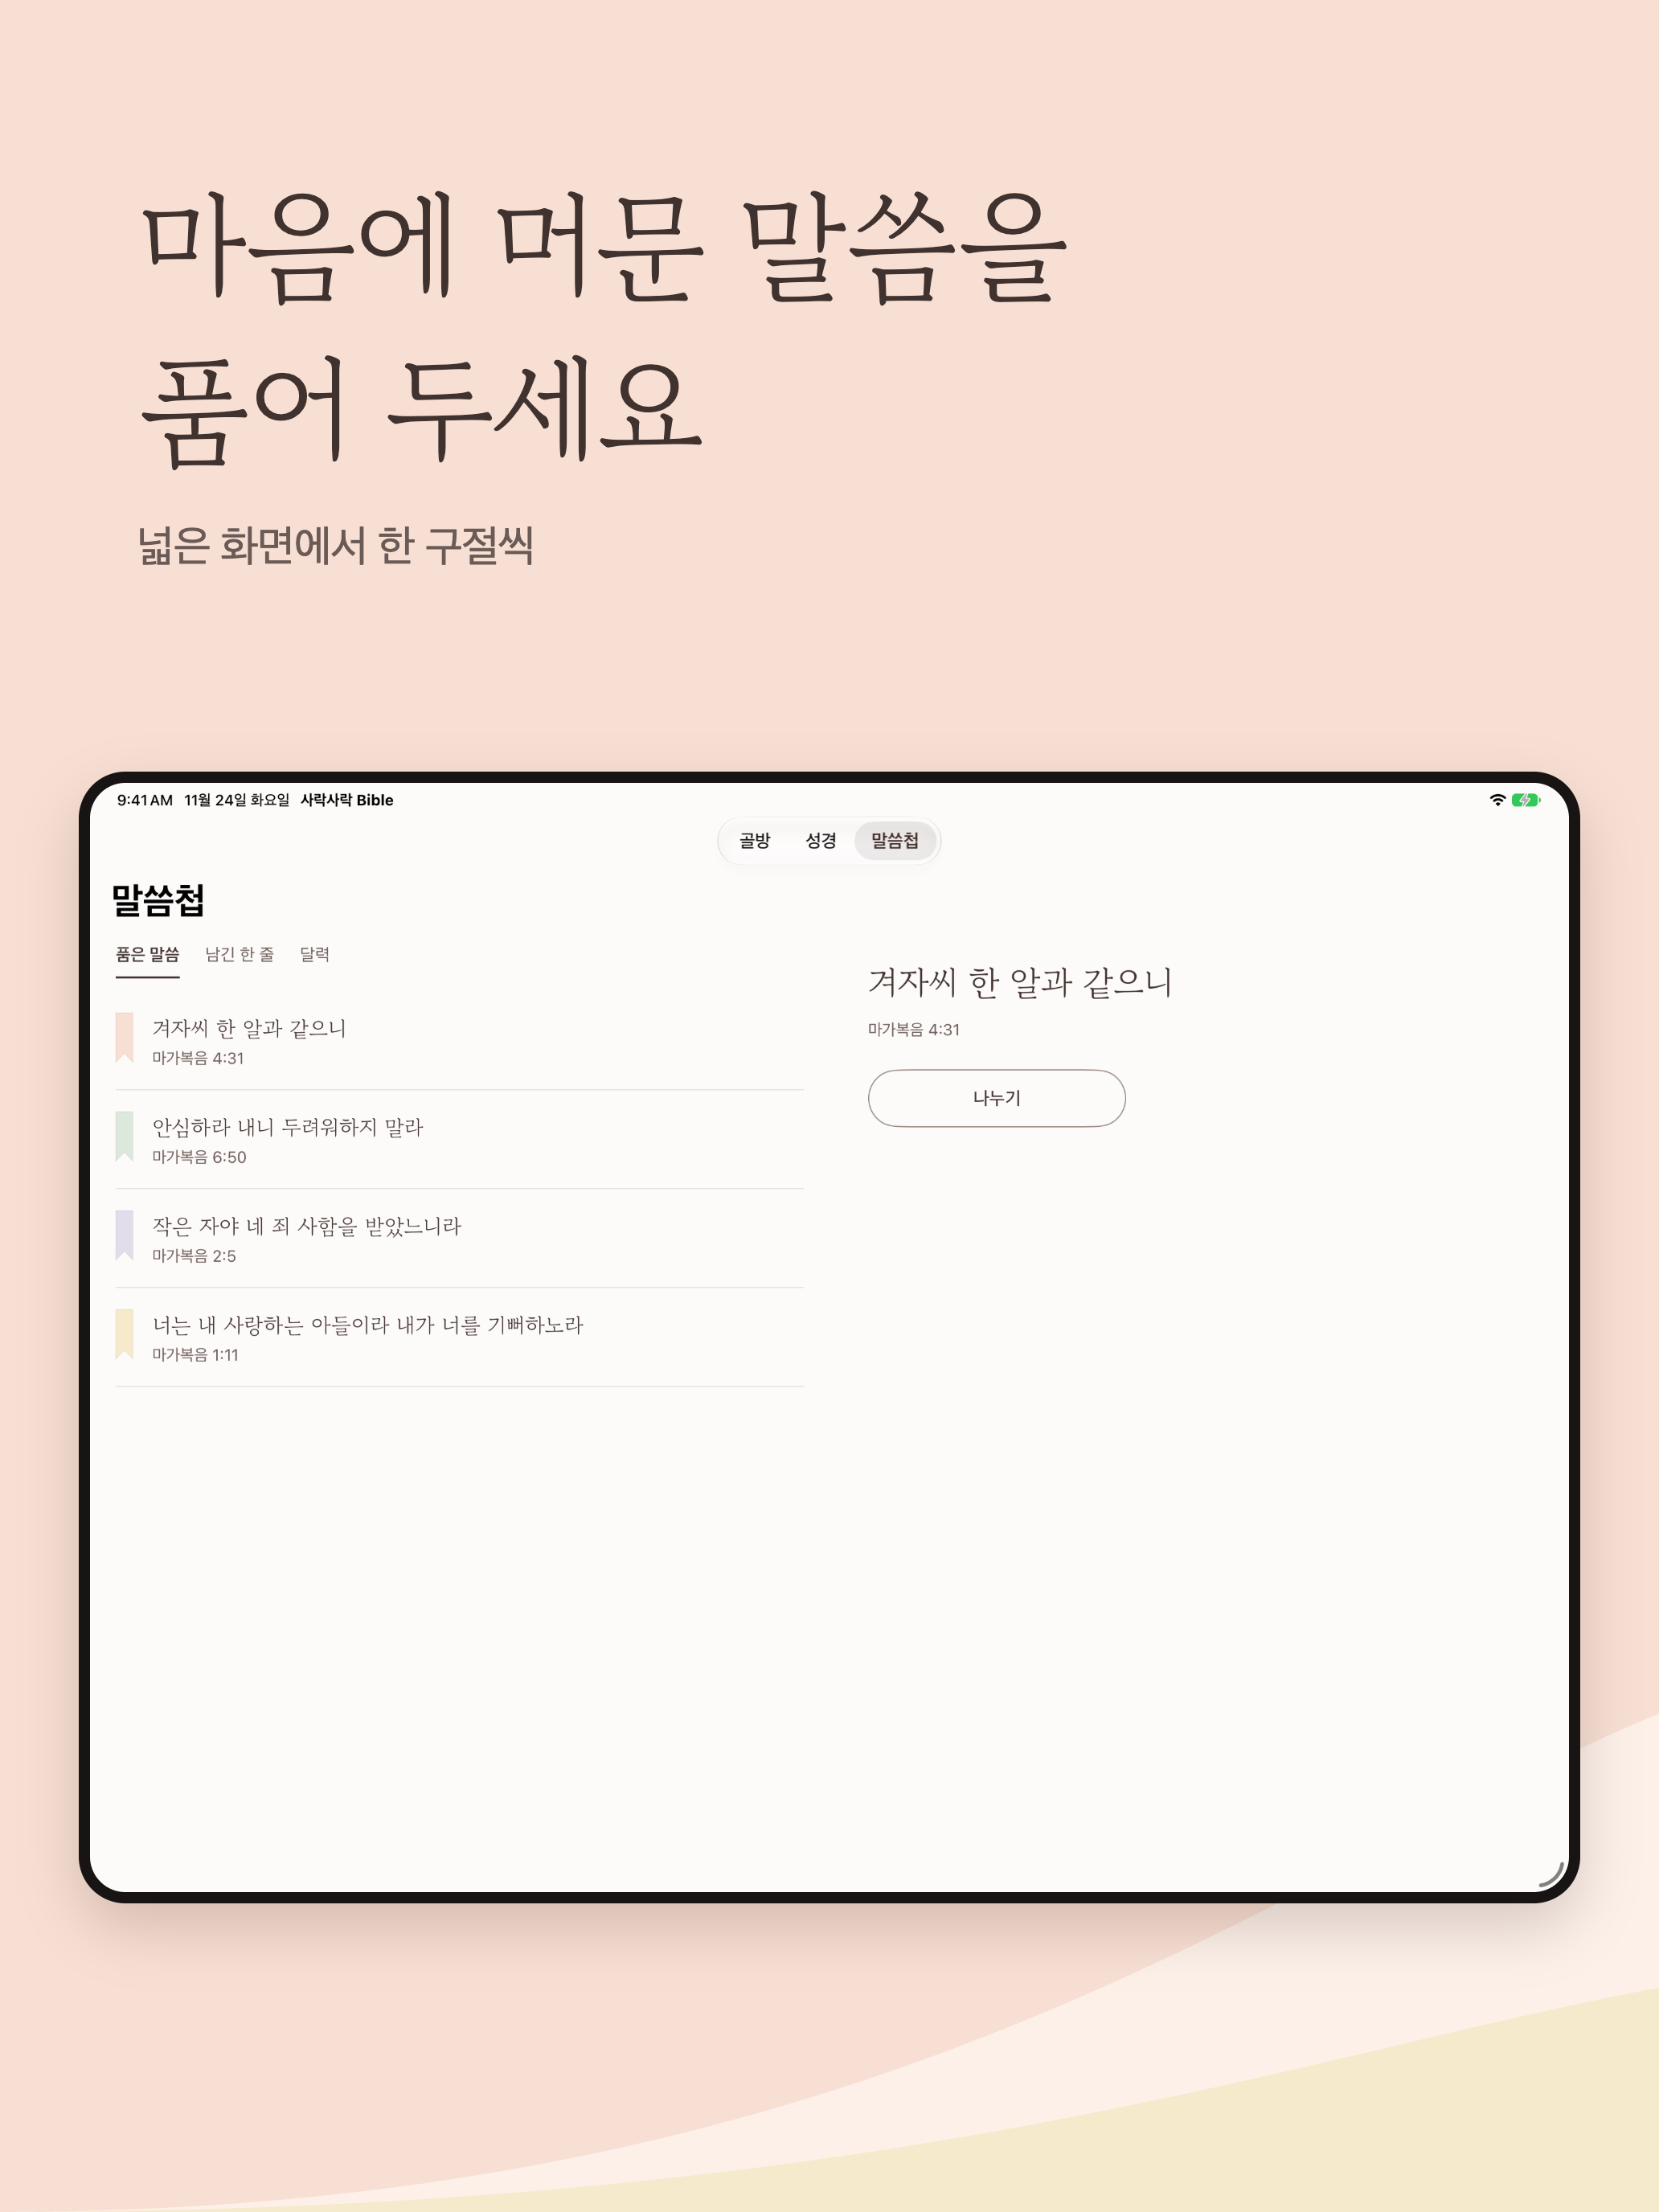 마음에 머문 말씀을
품어 두세요
넓은 화면에서 한 구절씩
9:41 AM 11월 24일 화요일 사락사락 Bible
골방 성경 말씀첩
말씀첩
품은 말씀 남긴 한 줄 달력
겨자씨 한 알과 같으니
마가복음 4:31
안심하라 내니 두려워하지 말라
마가복음 6:50
작은 자야 네 죄 사함을 받았느니라
마가복음 2:5
너는 내 사랑하는 아들이라 내가 너를 기뻐하노라
마가복음 1:11
겨자씨 한 알과 같으니
마가복음 4:31
나누기